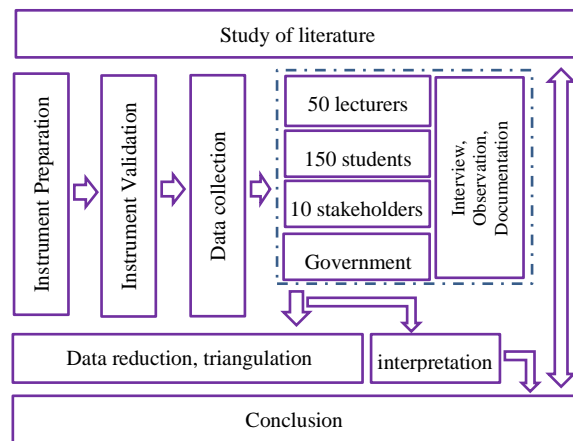 Study of literature
Instrument Preparation
Instrument Validation
Data collection
50 lecturers
150 students
10 stakeholders
Government
Interview,
Observation,
Documentation
Data reduction, triangulation
interpretation
Conclusion